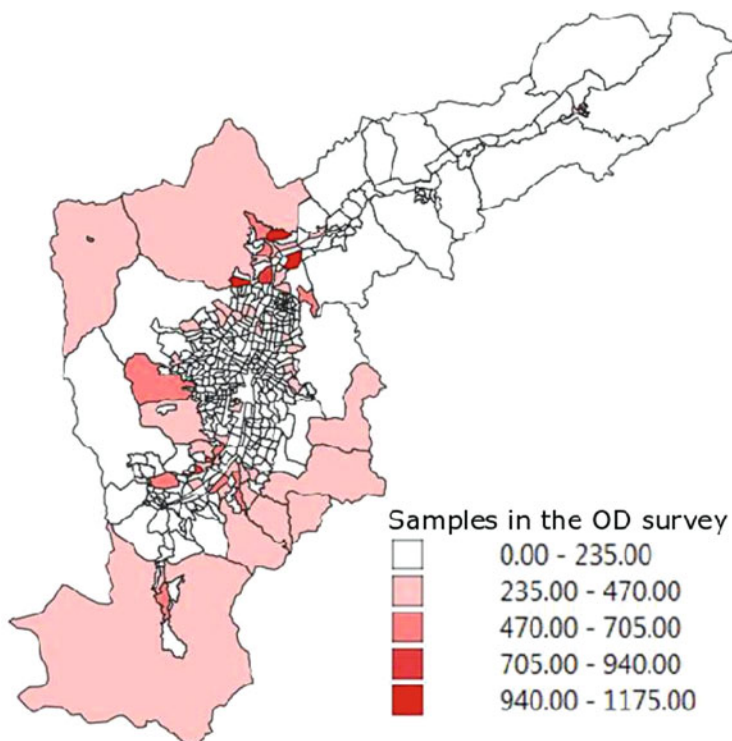 Samples in the OD survey
0.00 - 235.00
235.00 - 470.00
470.00 - 705.00
705.00 - 940.00
940.00 - 1175.00